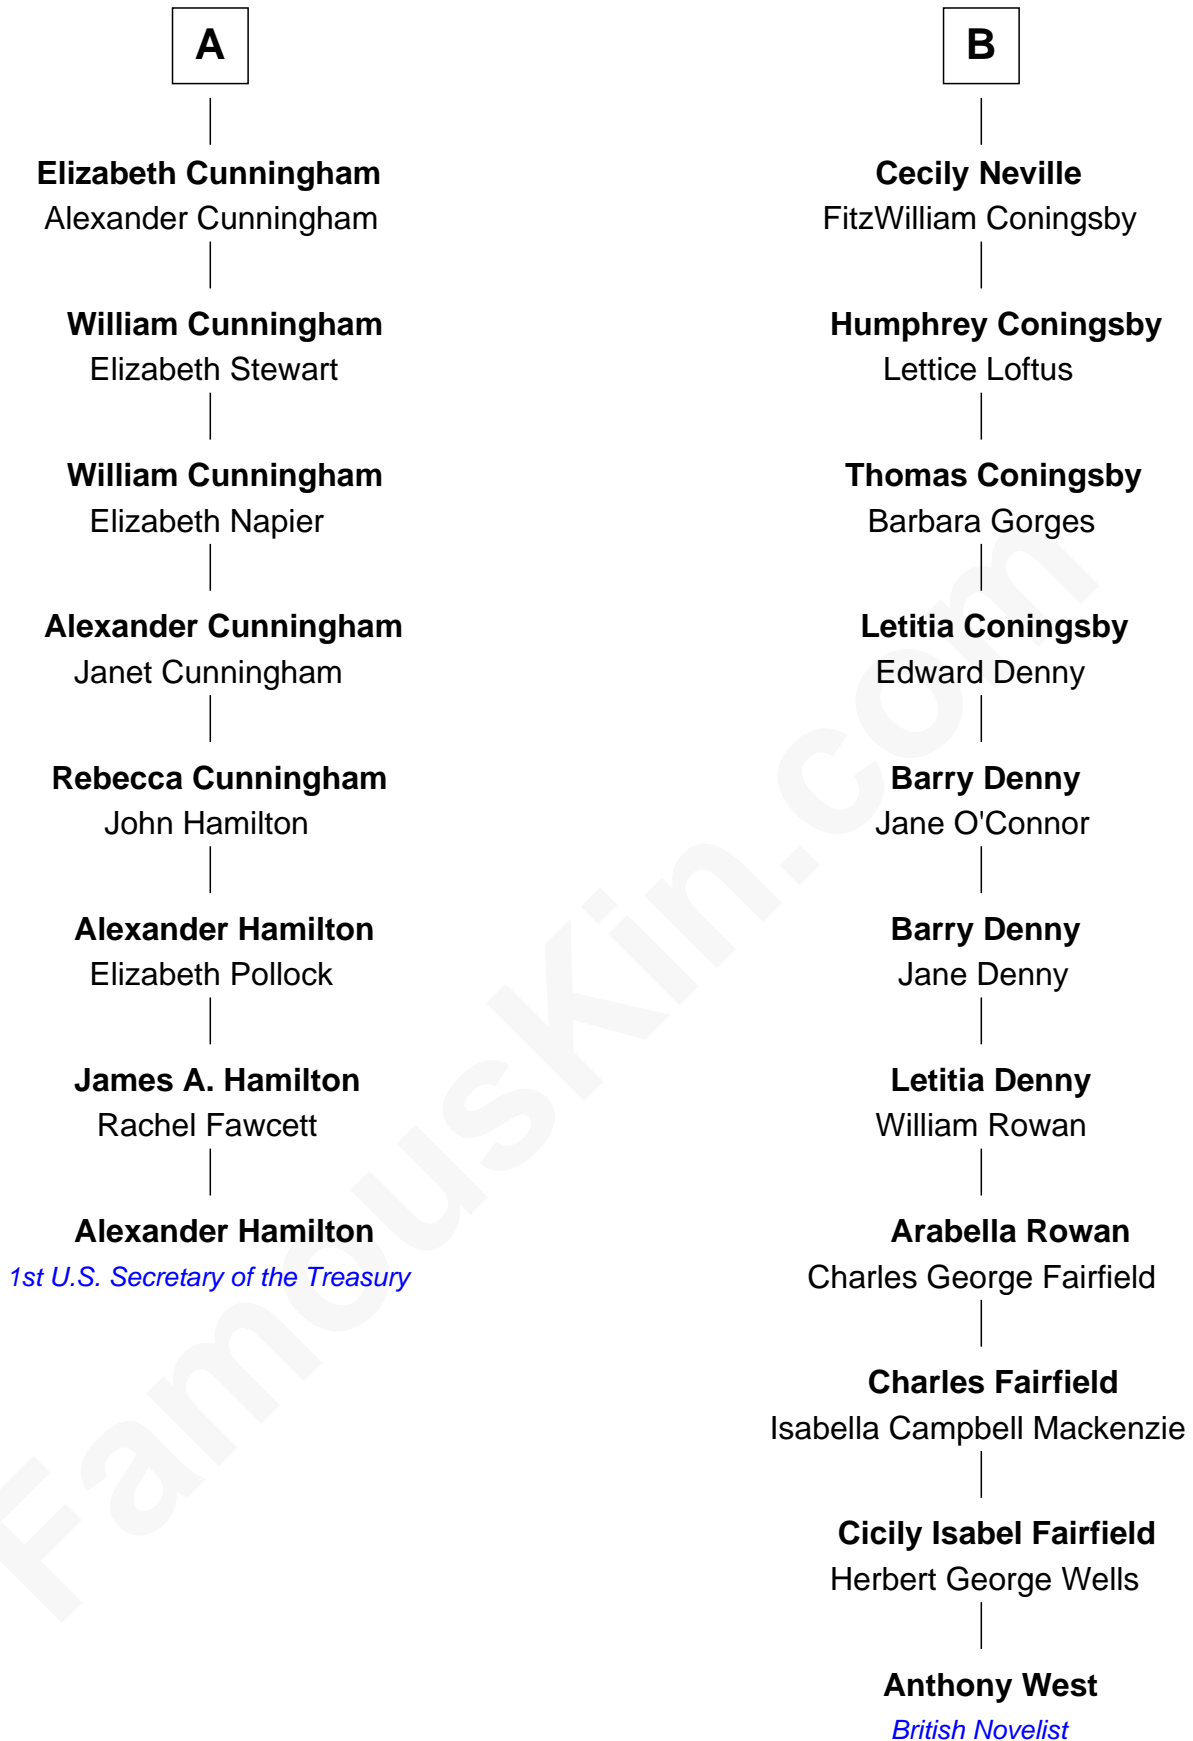 A
Elizabeth Cunningham
Alexander Cunningham
William Cunningham
Elizabeth Stewart
William Cunningham
Elizabeth Napier
Alexander Cunningham
Janet Cunningham
Rebecca Cunningham
John Hamilton
Alexander Hamilton
Elizabeth Pollock
James A. Hamilton
Rachel Fawcett
Alexander Hamilton
1st U.S. Secretary of the Treasury
B
Cecily Neville
FitzWilliam Coningsby
Humphrey Coningsby
Lettice Loftus
Thomas Coningsby
Barbara Gorges
Letitia Coningsby
Edward Denny
Barry Denny
Jane O'Connor
Barry Denny
Jane Denny
Letitia Denny
William Rowan
Arabella Rowan
Charles George Fairfield
Charles Fairfield
Isabella Campbell Mackenzie
Cicily Isabel Fairfield
Herbert George Wells
Anthony West
British Novelist
FamousKin.com